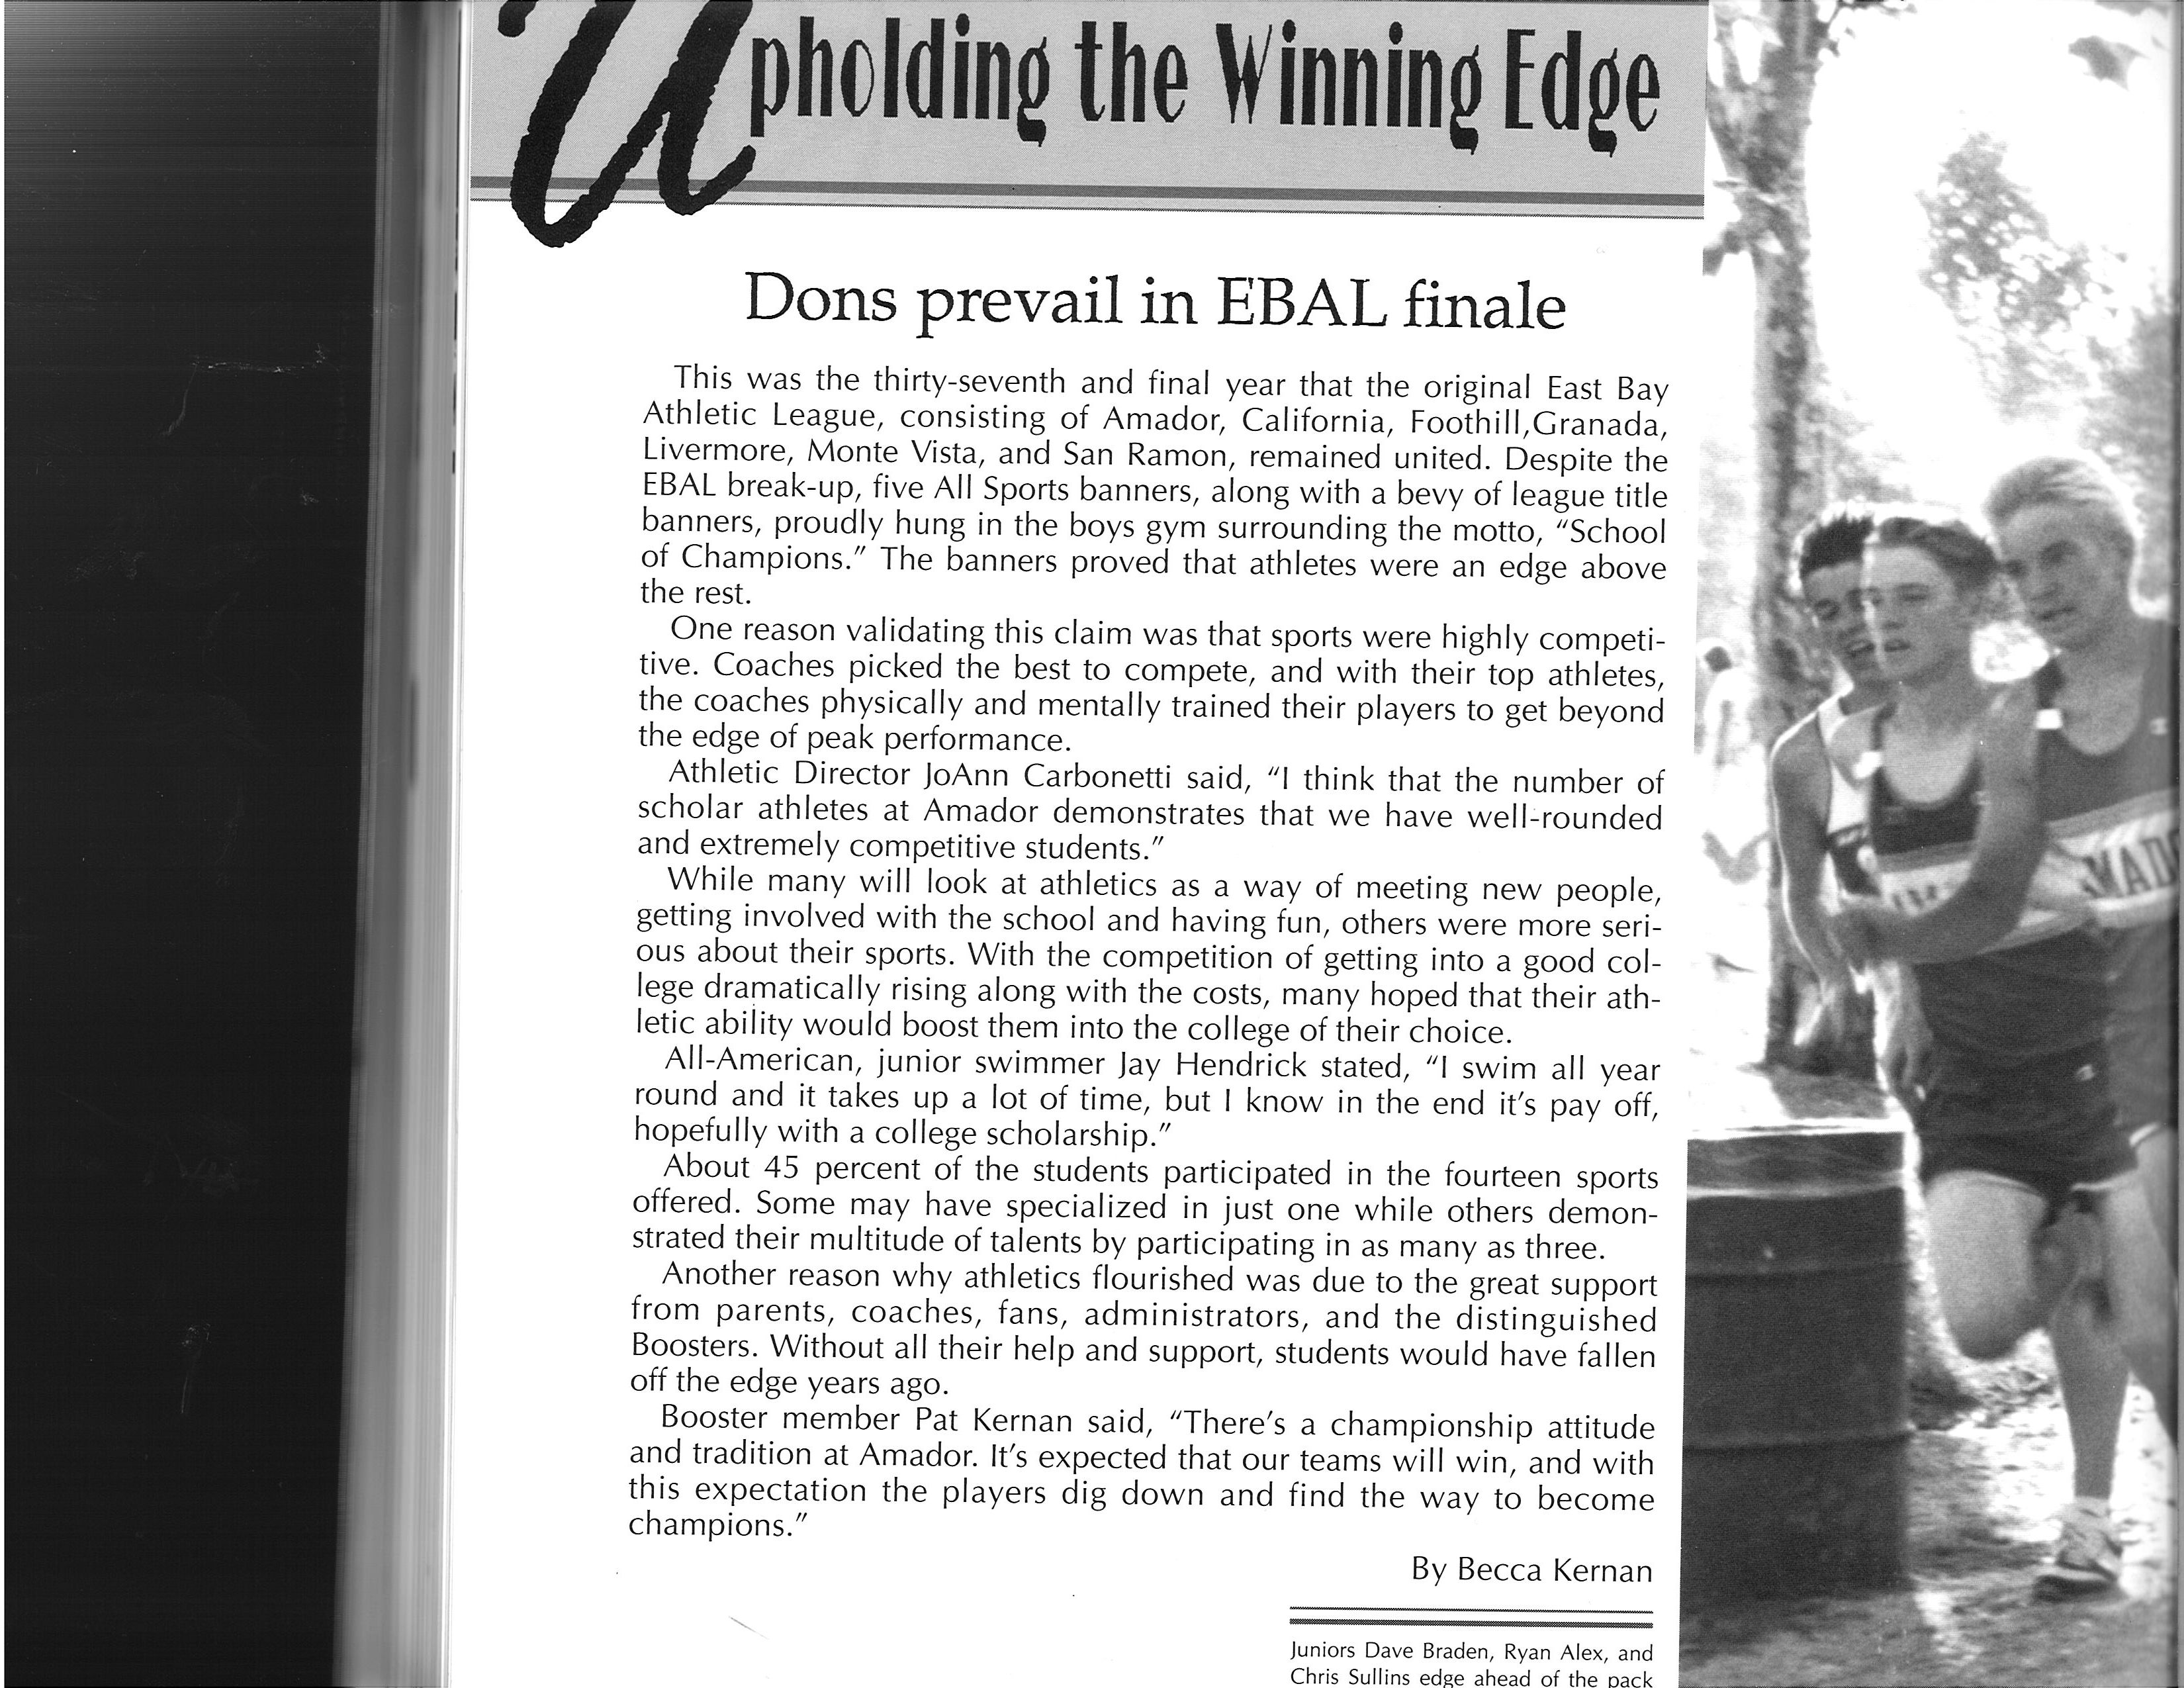 Upholding the Winning Edge
Dons prevail in EBAL finale
This was the thirty-seventh and final year that the original East Bay
Athletic League, consisting of Amador, California, Foothill,Granada,
Livermore, Monte Vista, and San Ramon, remained united. Despite the
EBAL break-up, five All Sports banners, along with a bevy of league title
banners, proudly hung in the boys gym surrounding the motto, “School
of Champions.” The banners proved that athletes were an edge above
the rest.
One reason validating this claim was that sports were highly competi-
tive. Coaches picked the best to compete, and with their top athletes,
the coaches physically and mentally trained their players to get beyond
the edge of peak performance.
Athletic Director JoAnn Carbonetti said, “I think that the number of
scholar athletes at Amador demonstrates that we have well-rounded
and extremely competitive students.”
While many will look at athletics as a way of meeting new people,
getting involved with the school and having fun, others were more seri-
ous about their sports. With the competition of getting into a good col-
lege dramatically rising along with the costs, many hoped that their ath-
letic ability would boost them into the college of their choice.
All-American, junior swimmer Jay Hendrick stated, “I swim all year
round and it takes up a lot of time, but I know in the end it’s pay off,
hopefully with a college scholarship.”
About 45 percent of the students participated in the fourteen sports
offered. Some may have specialized in just one while others demon-
strated their multitude of talents by participating in as many as three.
Another reason why athletics flourished was due to the great support
from parents, coaches, fans, administrators, and the distinguished
Boosters. Without all their help and support, students would have fallen
off the edge years ago.
Booster member Pat Kernan said, “There’s a championship attitude
and tradition at Amador. It’s expected that our teams will win, and with
this expectation the players dig down and find the way to become
champions.”
By Becca Kernan
Juniors Dave Braden, Ryan Alex, and
Chris Sullins edge ahead of the pack
MAD